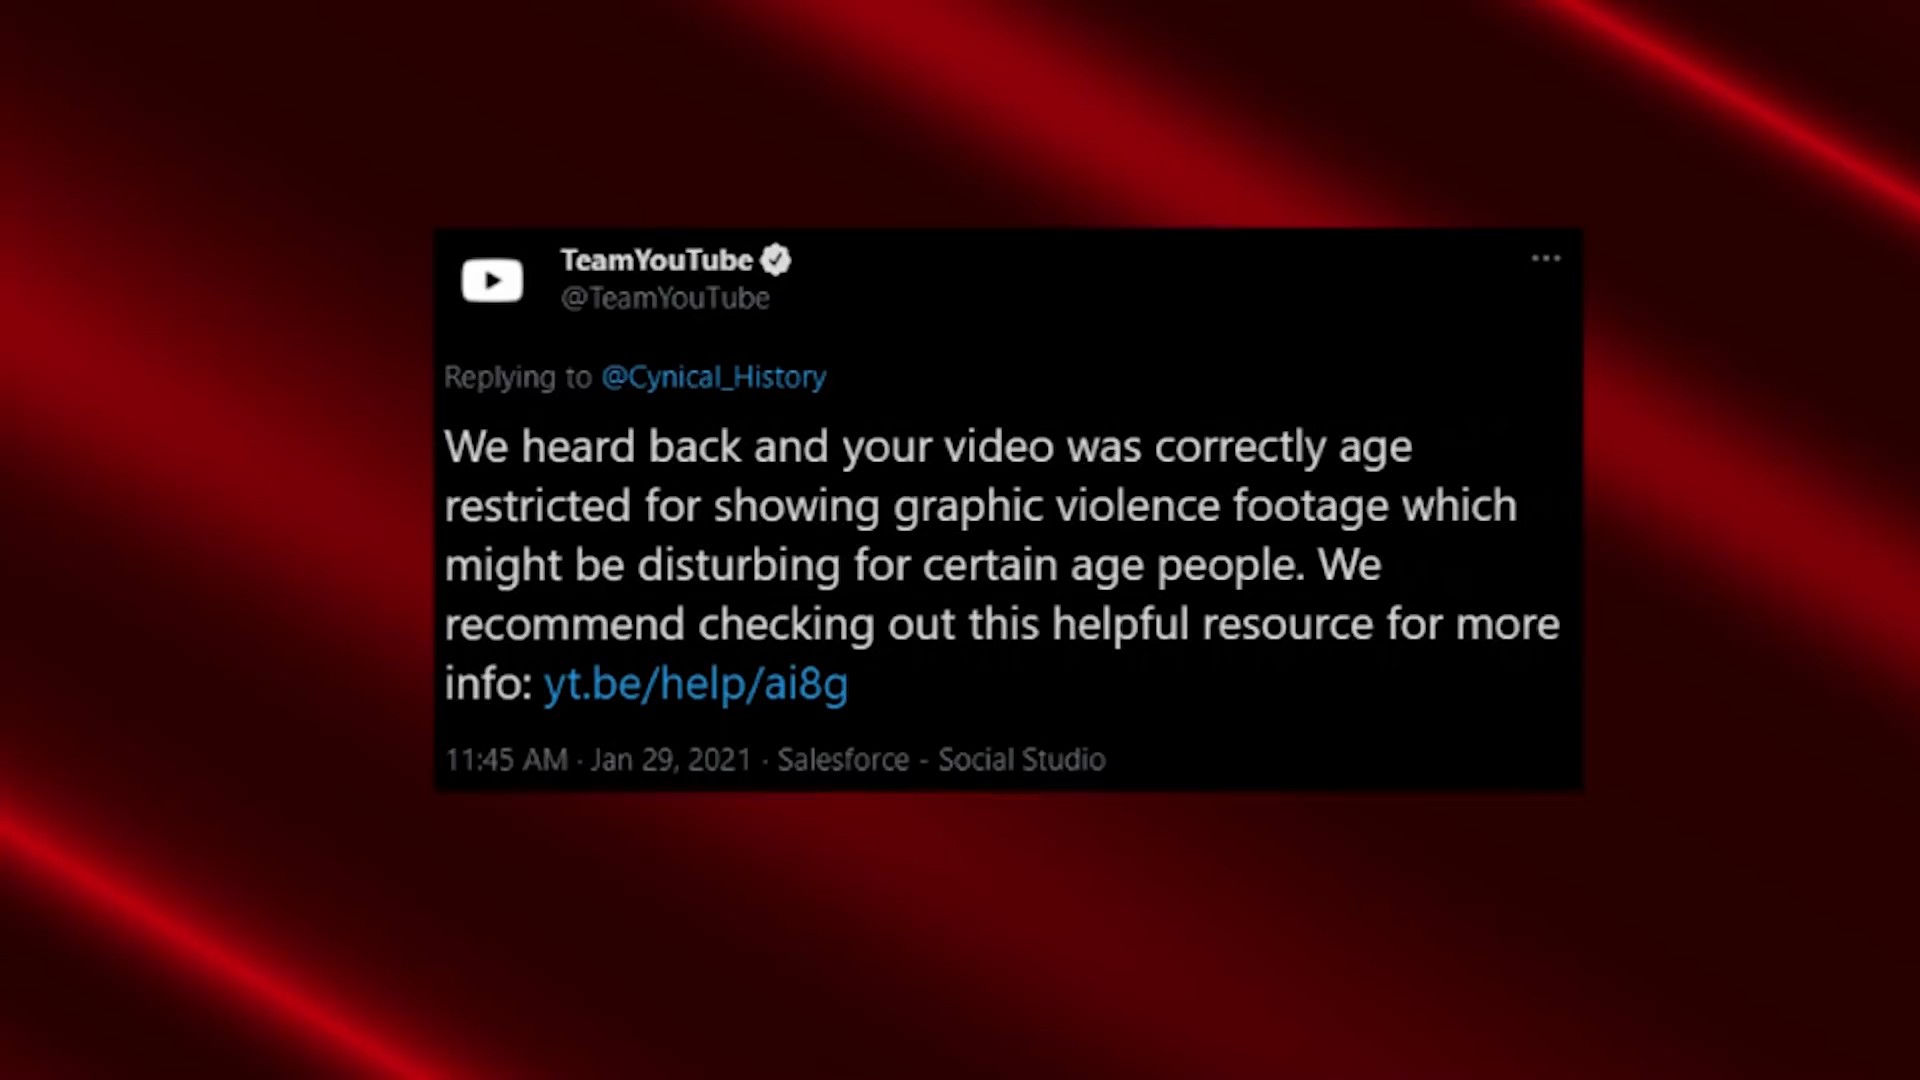 TeamYouTube
@TeamYouTube
Replying to @Cynical_History
We heard back and your video was correctly age
restricted for showing graphic violence footage which
might be disturbing for certain age people. We
recommend checking out this helpful resource for more
info: yt.be/help/ai8g
11:45 AM · Jan 29, 2021 · Salesforce - Social Studio